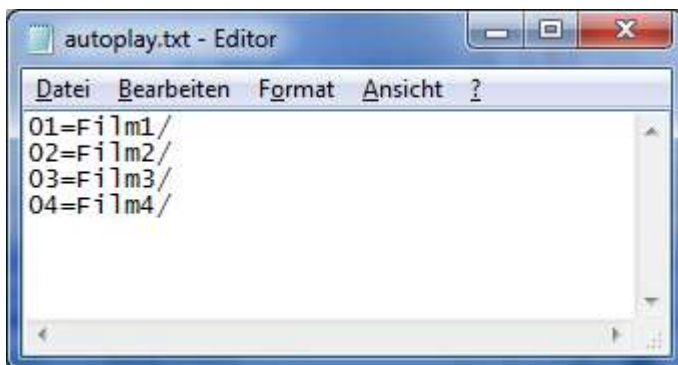 autoplay.txt - Editor
Datei Bearbeiten Format Ansicht ?
01=Film1/
02=Film2/
03=Film3/
04=Film4/